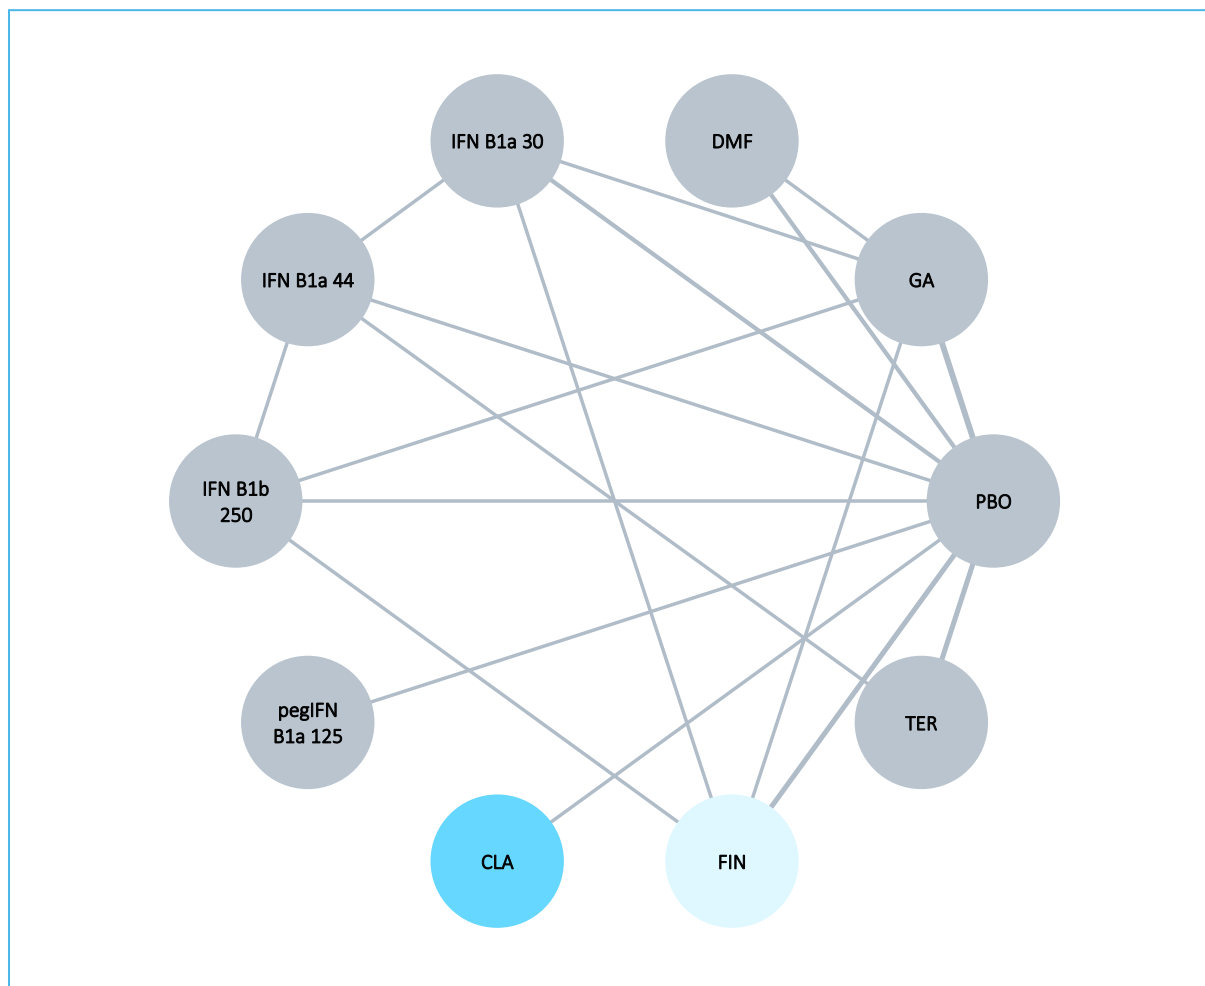 IFN B1a 30
DMF
IFN B1a 44
GA
IFN B1b
250
PBO
pegIFN
B1a 125
TER
CLA
FIN